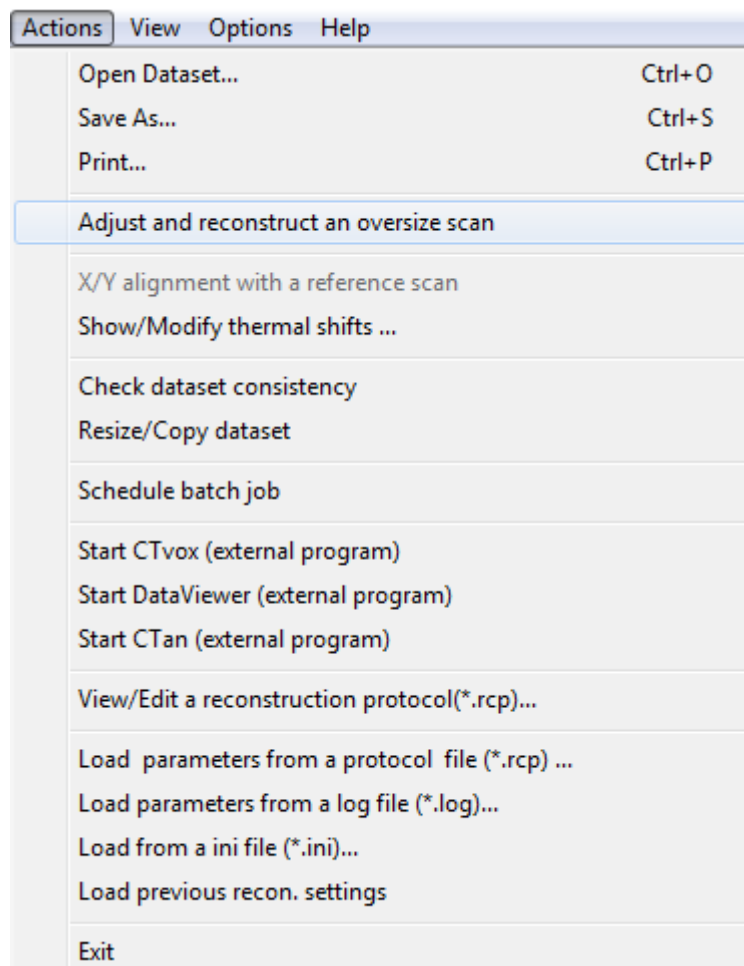 Actions View Options Help
Open Dataset... Ctrl+O
Save As... Ctrl+S
Print... Ctrl+P
Adjust and reconstruct an oversize scan
X/Y alignment with a reference scan
Show/Modify thermal shifts ...
Check dataset consistency
Resize/Copy dataset
Schedule batch job
Start CTvox (external program)
Start DataViewer (external program)
Start CTan (external program)
View/Edit a reconstruction protocol(*.rcp)...
Load  parameters from a protocol  file (*.rcp) ...
Load parameters from a log file (*.log)...
Load from a ini file (*.ini)...
Load previous recon. settings
Exit